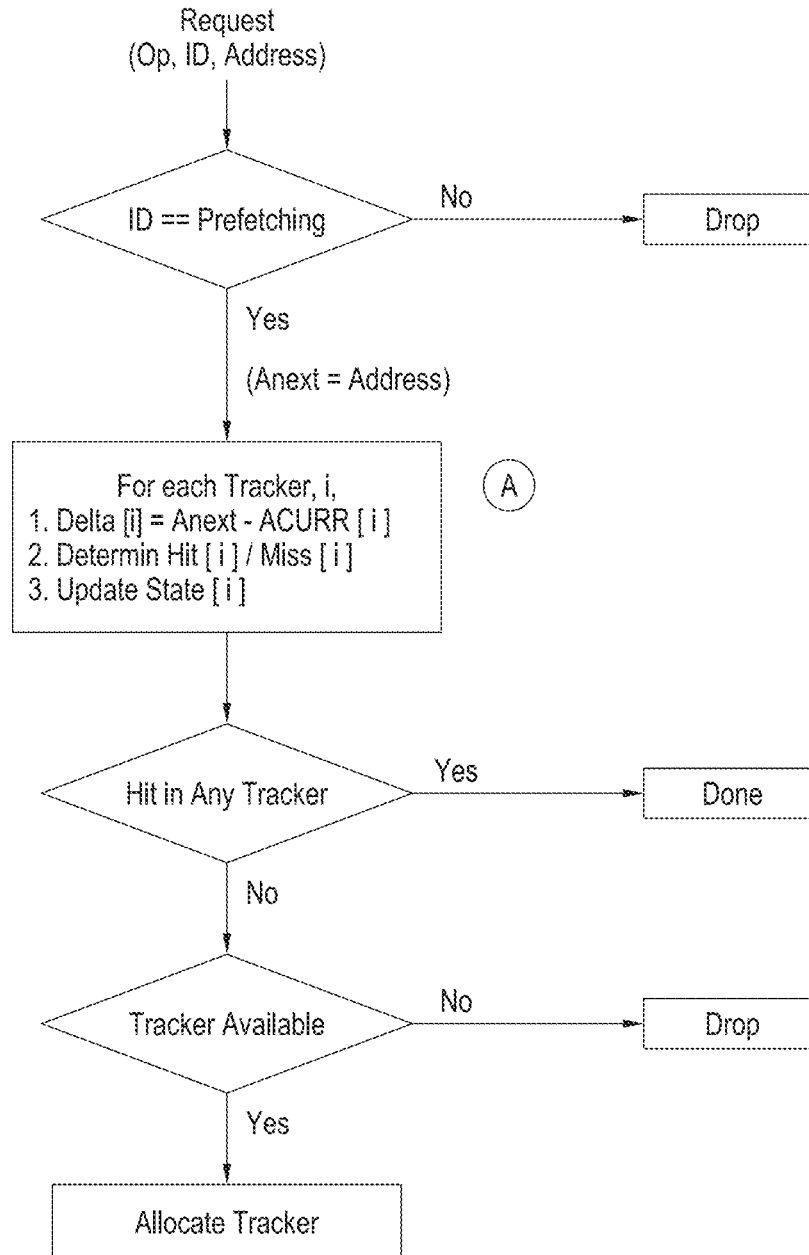 Request
(Op, ID, Address)
ID == Prefetching
No
Drop
Yes
(Anext = Address)
For each Tracker, i,
1. Delta [i] = Anext - ACURR [ i ]
2. Determin Hit [ i ] / Miss [ i ]
3. Update State [ i ]
A
Hit in Any Tracker
Yes
Done
No
Tracker Available
No
Drop
Yes
Allocate Tracker